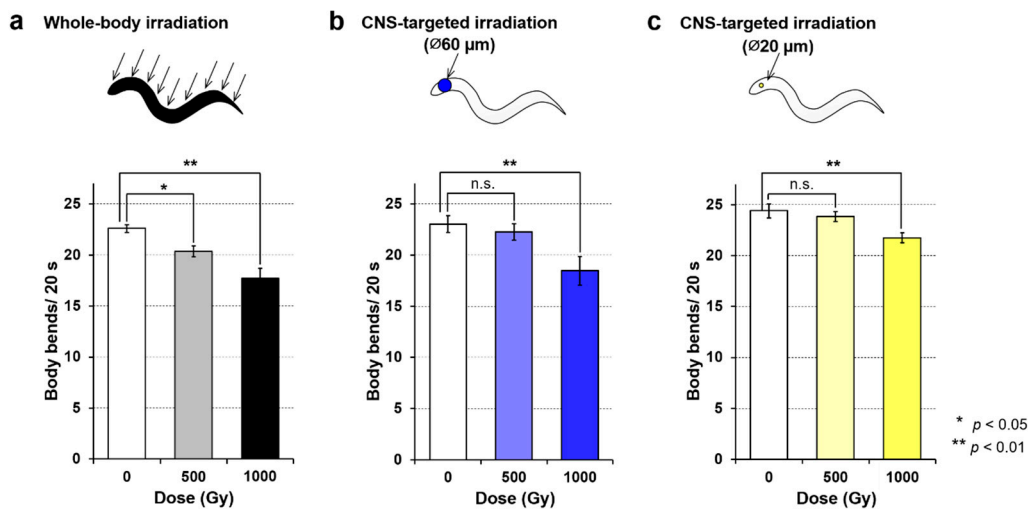 a Whole-body irradiation
** 
*
Body bends/ 20 s
25
20
15
10
5
0
0 500 1000
Dose (Gy)
b CNS-targeted irradiation
(Ø60 µm)
**
n.s.
Body bends/ 20 s
25
20
15
10
5
0
0 500 1000
Dose (Gy)
c CNS-targeted irradiation
(Ø20 µm)
**
n.s.
Body bends/ 20 s
25
20
15
10
5
0
0 500 1000
Dose (Gy)
* p < 0.05
** p < 0.01